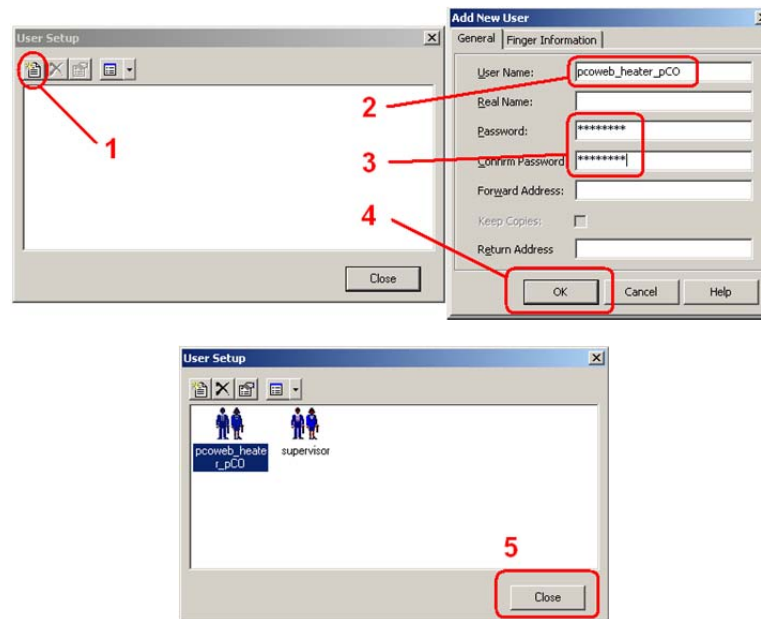 User Setup
1
Close
Add New User
General Finger Information
User Name: pcoweb_heater_pCO
2
Real Name:
Password: ********
3
Confirm Password ********
Forward Address:
4
Keep Copies:
Return Address
OK Cancel Help
User Setup
pcoweb_heate
r_pCO
supervisor
5
Close